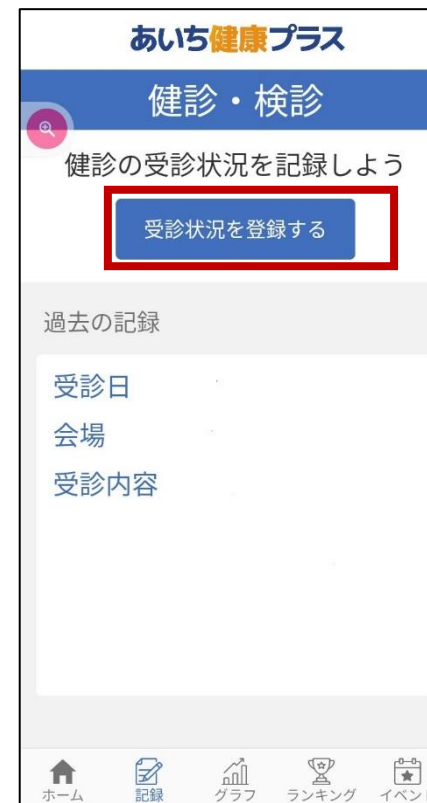 あいち健康プラス
健診・検診
健診の受診状況を記録しよう
受診状況を登録する
過去の記録
受診日
会場
受診内容
ホーム 記録 グラフ ランキング イベント